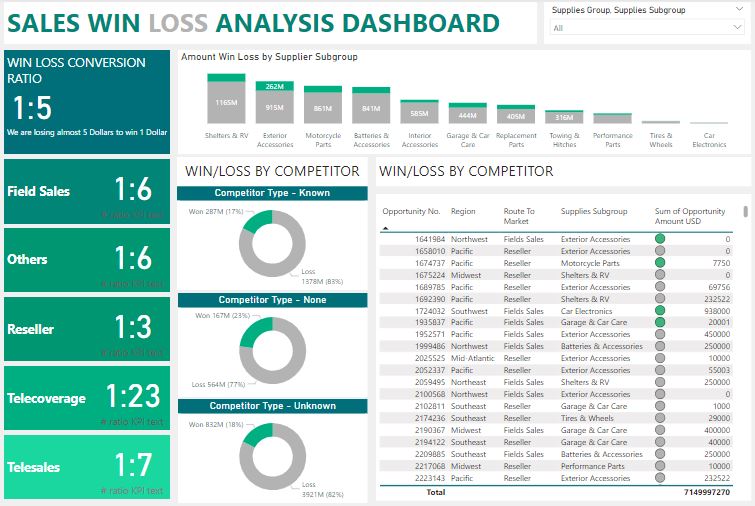 SALES WIN LOSS ANALYSIS DASHBOARD
Supplies Group, Supplies Subgroup
All
WIN LOSS CONVERSION
RATIO
1:5
We are losing almost 5 Dollars to win 1 Dollar
Amount Win Loss by Supplier Subgroup
1165M
262M
915M
861M
841M
585M
444M
405M
316M
Shelters & RV
Exterior
Accessories
Motorcycle
Parts
Batteries &
Accessories
Interior
Accessories
Garage & Car
Care
Replacement
Parts
Towing &
Hitches
Performance
Parts
Tires &
Wheels
Car
Electronics
Field Sales
1:6
# ratio KPI text
Others
1:6
# ratio KPI text
Reseller
1:3
# ratio KPI text
Telecoverage
1:23
# ratio KPI text
Telesales
1:7
# ratio KPI text
WIN/LOSS BY COMPETITOR
Competitor Type - Known
Won 287M (17%)
Loss
1378M (83%)
Competitor Type - None
Won 167M (23%)
Loss 564M (77%)
Competitor Type - Unknown
Won 832M (18%)
Loss
3921M (82%)
WIN/LOSS BY COMPETITOR
Opportunity No. Region Route To Market Supplies Subgroup Sum of Opportunity Amount USD
1641984 Northwest Fields Sales Exterior Accessories 0
1658010 Pacific Reseller Exterior Accessories 0
1674737 Pacific Reseller Motorcycle Parts 7750
1675224 Midwest Reseller Shelters & RV 0
1689785 Pacific Reseller Exterior Accessories 69756
1692390 Pacific Reseller Shelters & RV 232522
1724032 Southwest Fields Sales Car Electronics 938000
1935837 Pacific Fields Sales Garage & Car Care 20001
1952571 Pacific Fields Sales Exterior Accessories 450000
1999486 Northwest Fields Sales Batteries & Accessories 250000
2025525 Mid-Atlantic Reseller Exterior Accessories 10000
2052337 Pacific Reseller Exterior Accessories 55003
2059495 Northeast Fields Sales Shelters & RV 250000
2100568 Northwest Fields Sales Exterior Accessories 0
2102811 Southeast Reseller Garage & Car Care 1000
2174236 Southeast Reseller Tires & Wheels 29000
2190367 Midwest Fields Sales Garage & Car Care 400000
2194122 Southeast Reseller Garage & Car Care 40000
2209885 Southeast Fields Sales Batteries & Accessories 250000
2217068 Midwest Reseller Performance Parts 10000
2223143 Pacific Fields Sales Exterior Accessories 232522
Total 7149997270